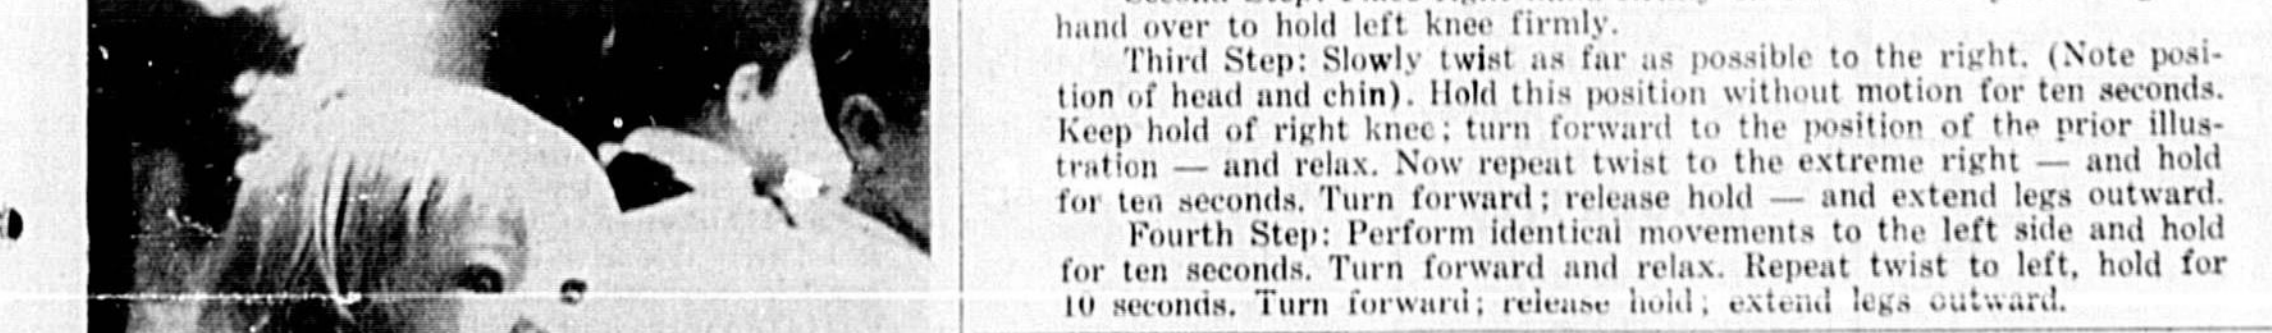 hand over to hold left knee firmly.
Third Step: Slowly twist as far as possible to the right. (Note posi-
tion of head and chin). Hold this position without motion for ten seconds.
Keep hold of right knee; turn forward to the position of the prior illus-
tration — and relax. Now repeat twist to the extreme right — and hold
for ten seconds. Turn forward; release hold — and extend legs outward.
Fourth Step: Perform identical movements to the left side and hold
for ten seconds. Turn forward and relax. Repeat twist to left, hold for
10 seconds. Turn forward; release hold; extend legs outward.